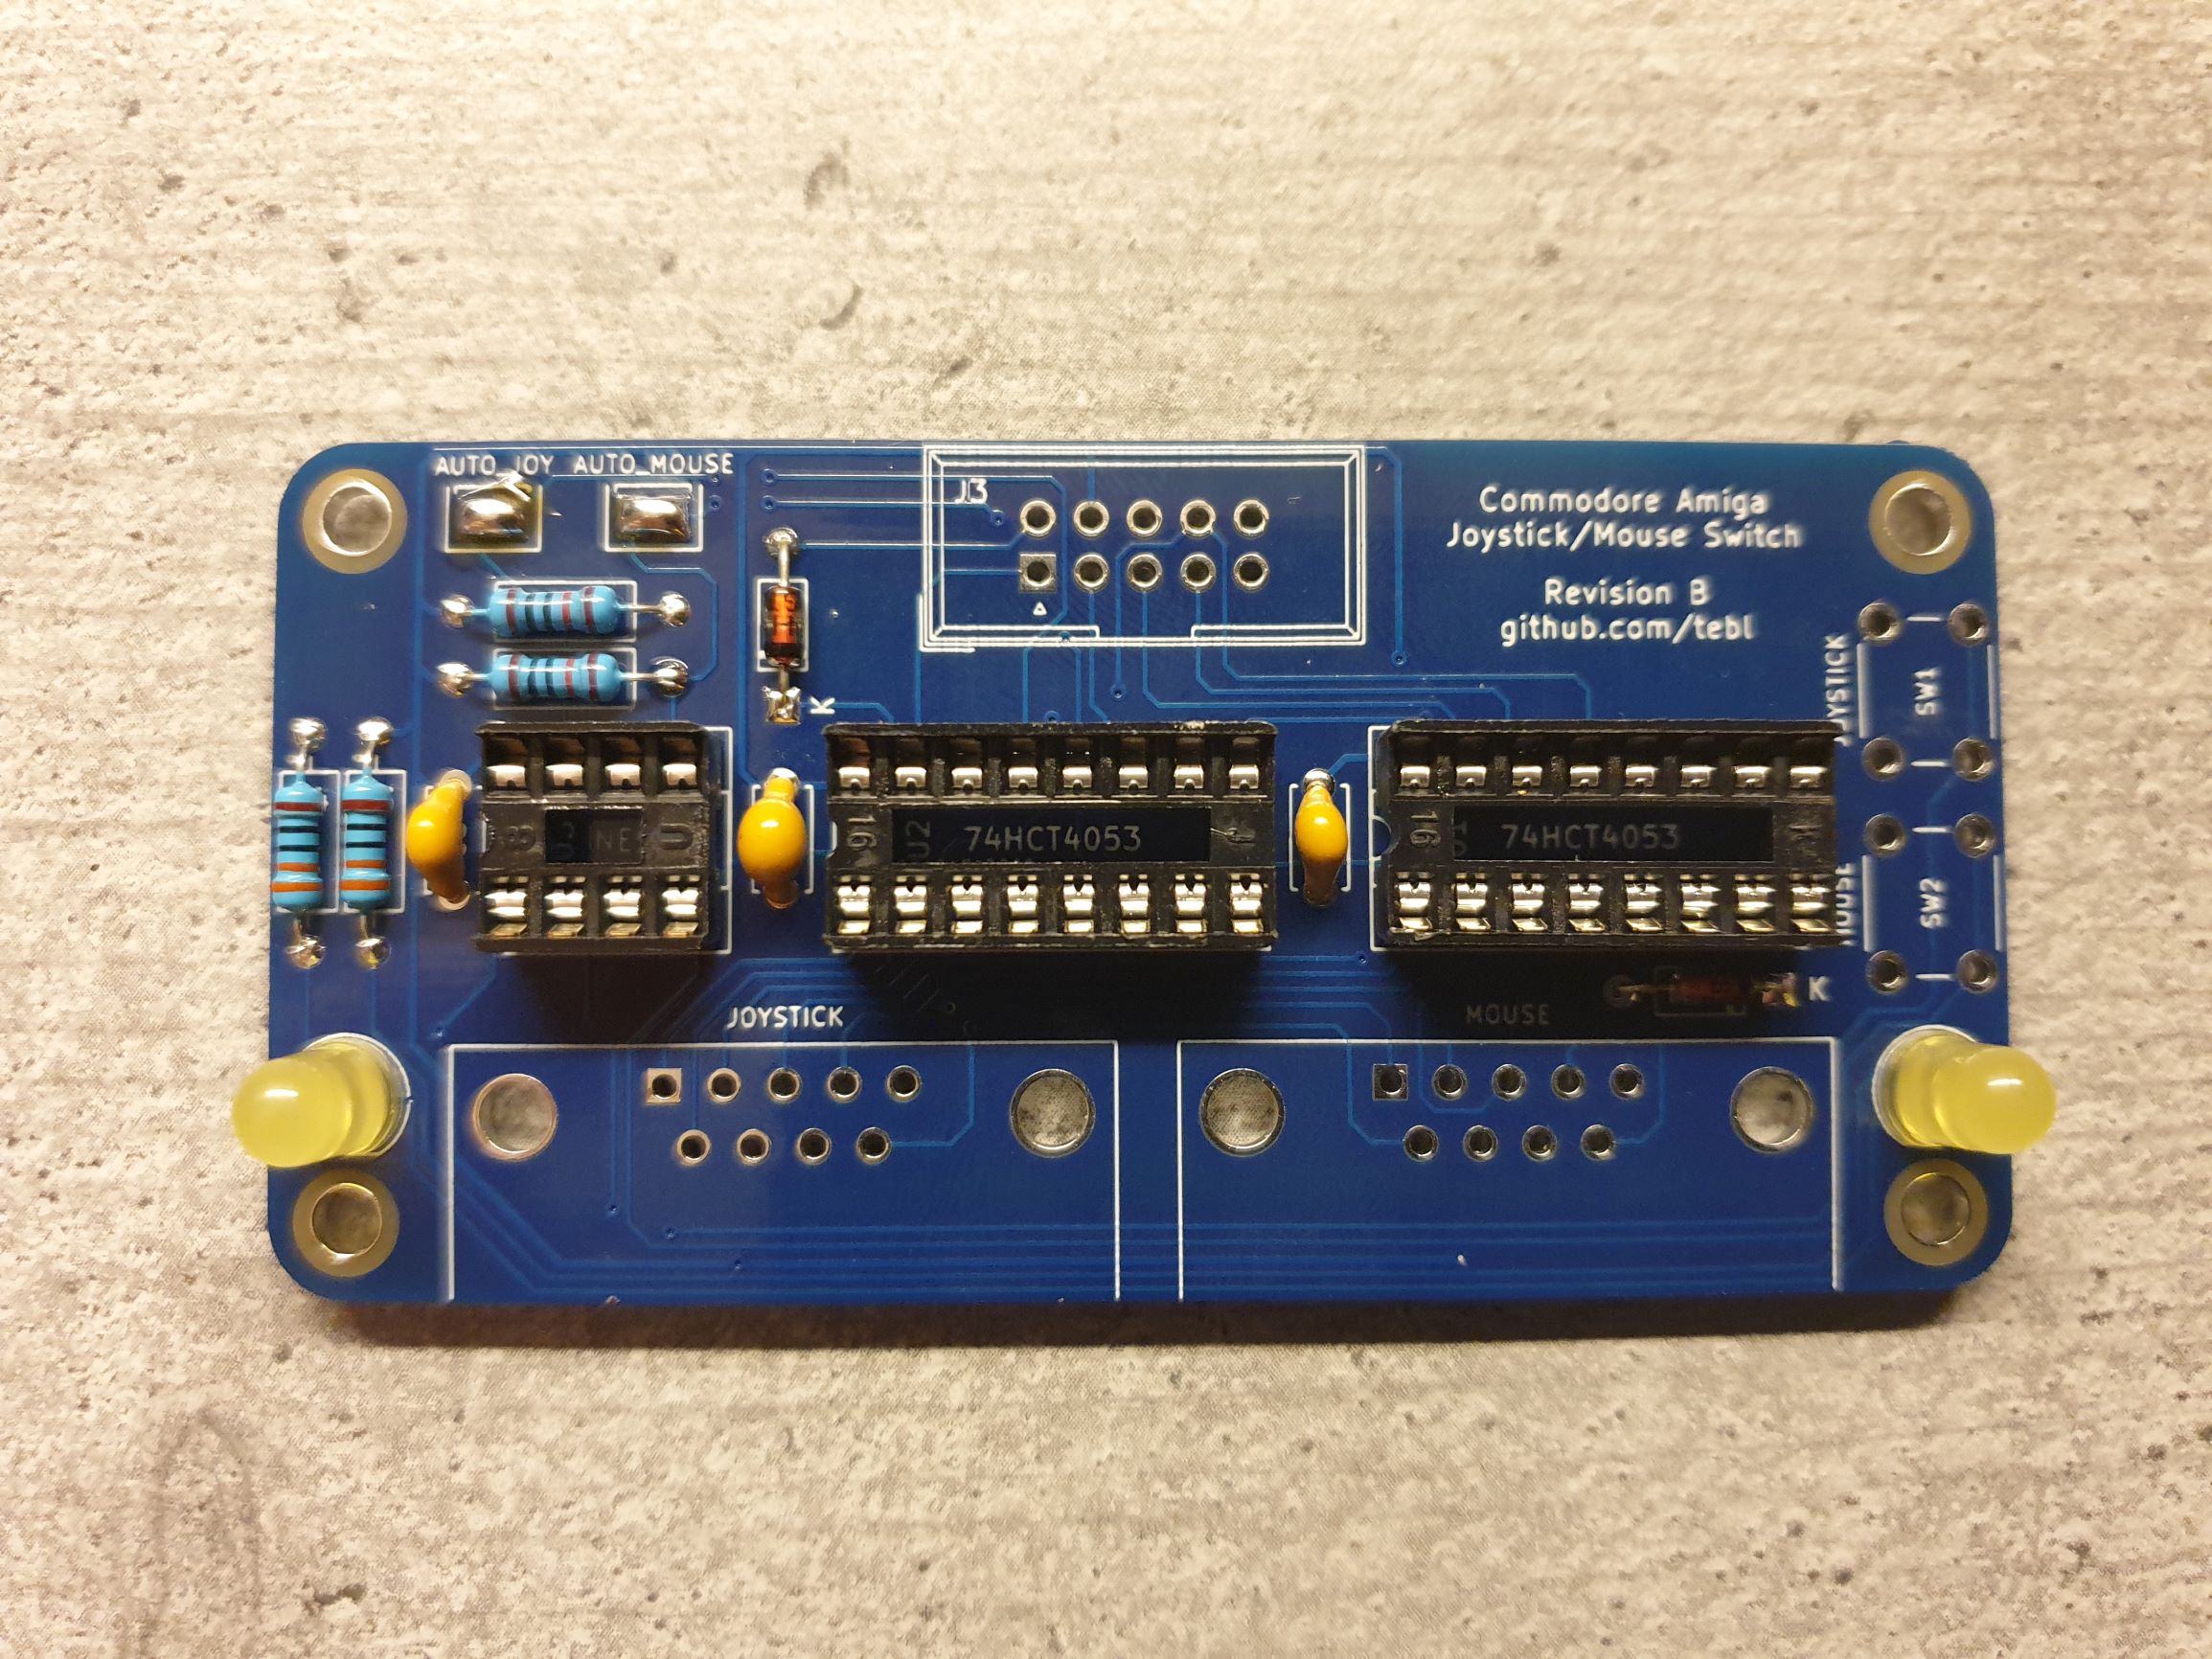 AUTO_JOY AUTO_MOUSE
J3
Commodore Amiga
Joystick/Mouse Switch
Revision B
github.com/tebl
K
JOYSTICK
SW1
16
U2
74HCT4053
16
74HCT4053
NE
MOUSE
SW2
K
JOYSTICK
MOUSE